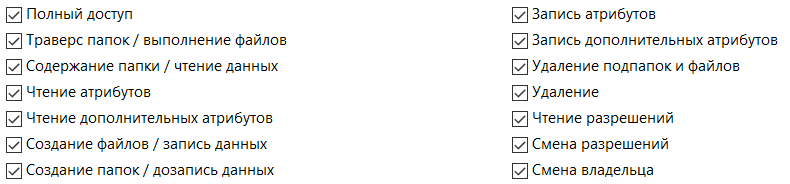 Полный доступ
Траверс папок / выполнение файлов
Содержание папки / чтение данных
Чтение атрибутов
Чтение дополнительных атрибутов
Создание файлов / запись данных
Создание папок / дозапись данных
Запись атрибутов
Запись дополнительных атрибутов
Удаление подпапок и файлов
Удаление
Чтение разрешений
Смена разрешений
Смена владельца